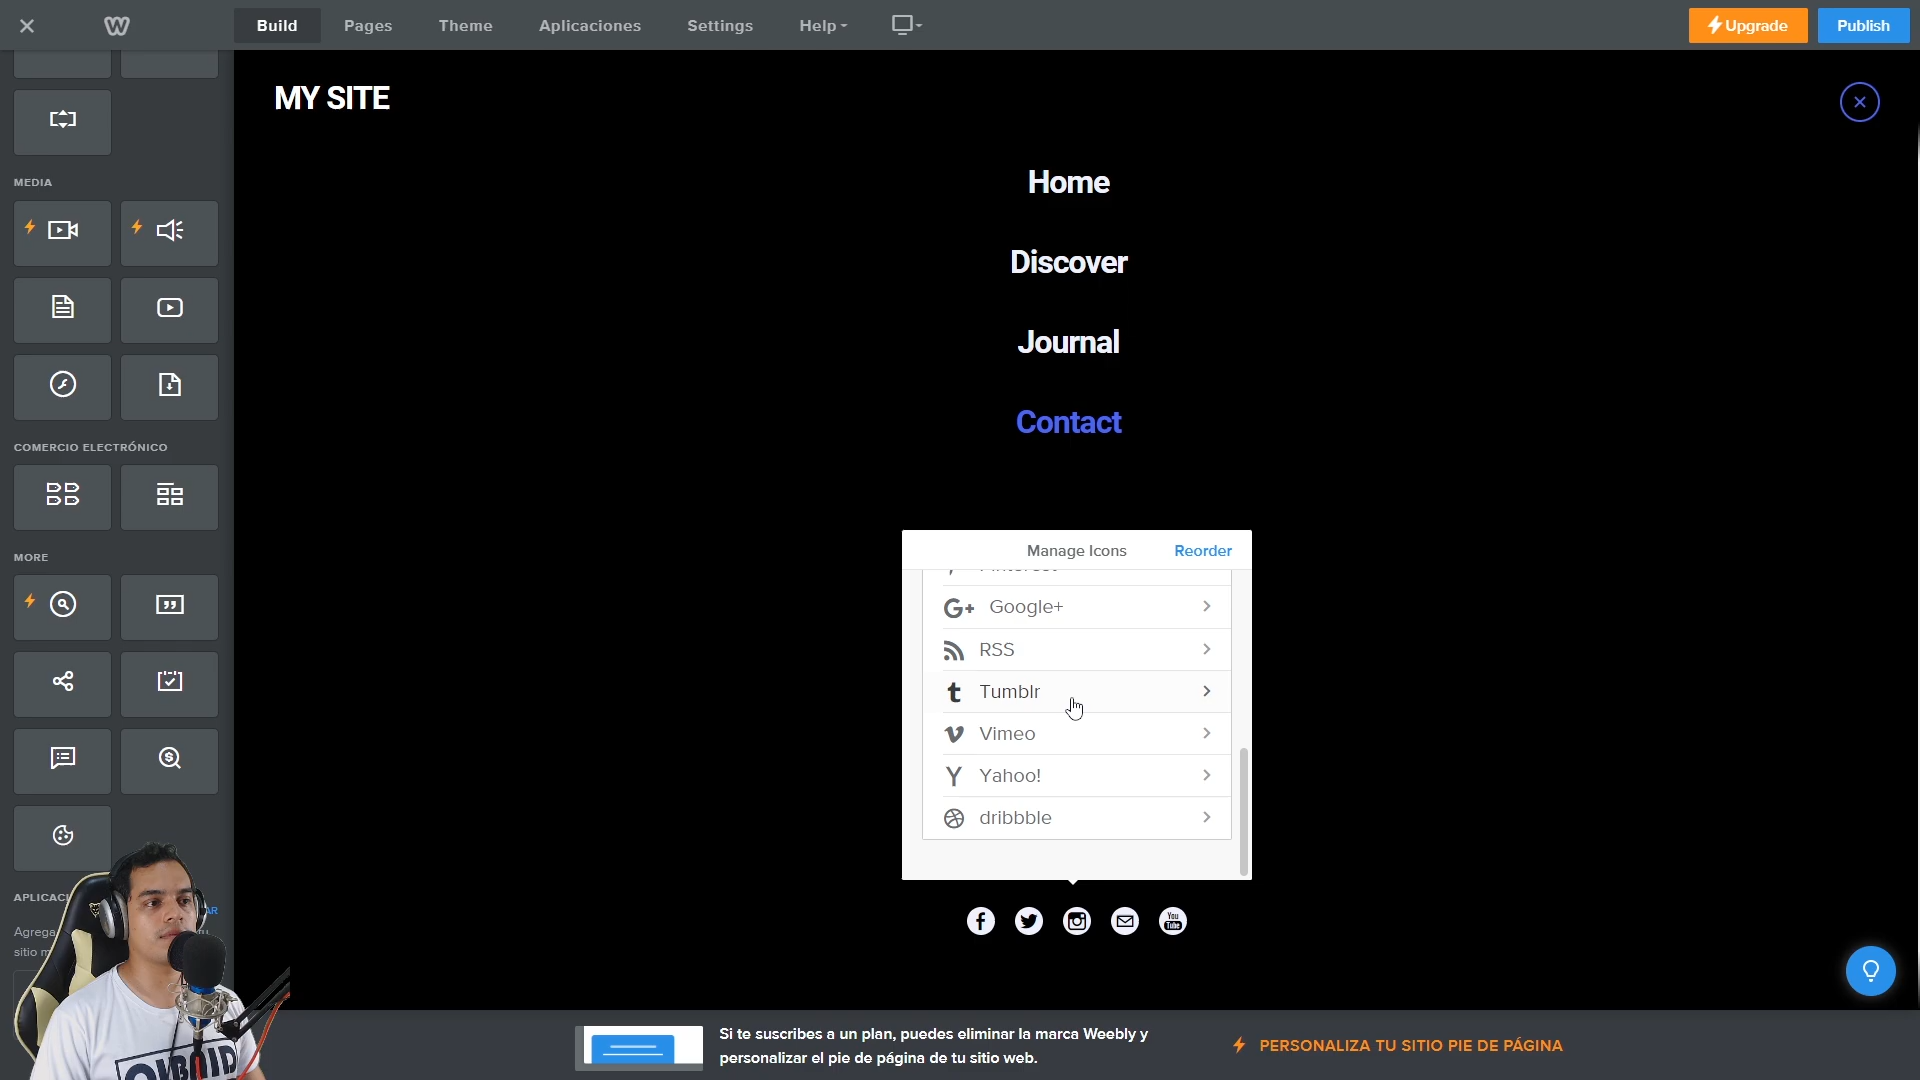 Build
Pages
Theme
Aplicaciones
Settings
Help
Upgrade
Publish
MY SITE
MEDIA
COMERCIO ELECTRÓNICO
MORE
Home
Discover
Journal
Contact
Manage Icons
Reorder
Google+
RSS
Tumblr
Vimeo
Yahoo!
dribbble
You
Tube
Si te suscribes a un plan, puedes eliminar la marca Weebly y
personalizar el pie de página de tu sitio web.
PERSONALIZA TU SITIO PIE DE PÁGINA